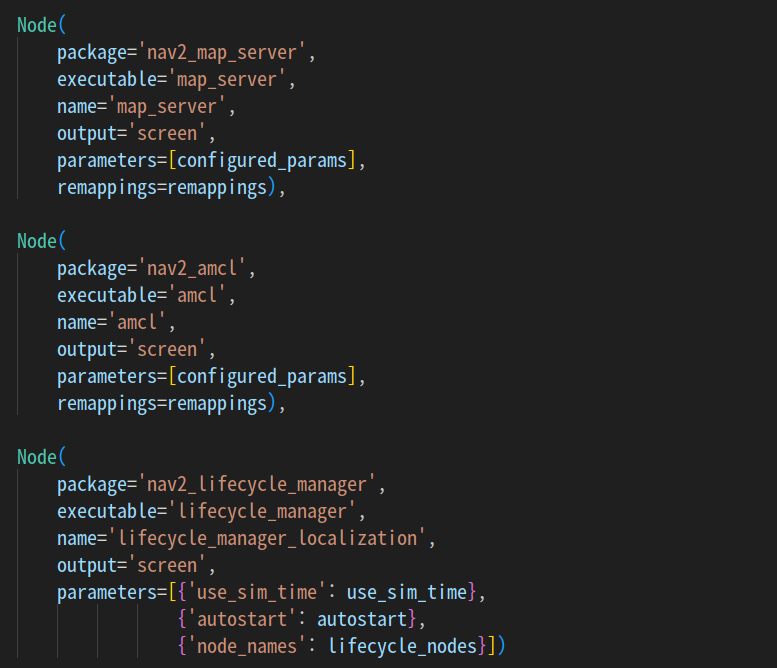 Node(
    package='nav2_map_server',
    executable='map_server',
    name='map_server',
    output='screen',
    parameters=[configured_params],
    remappings=remappings),

Node(
    package='nav2_amcl',
    executable='amcl',
    name='amcl',
    output='screen',
    parameters=[configured_params],
    remappings=remappings),

Node(
    package='nav2_lifecycle_manager',
    executable='lifecycle_manager',
    name='lifecycle_manager_localization',
    output='screen',
    parameters=[{'use_sim_time': use_sim_time},
                {'autostart': autostart},
                {'node_names': lifecycle_nodes}])